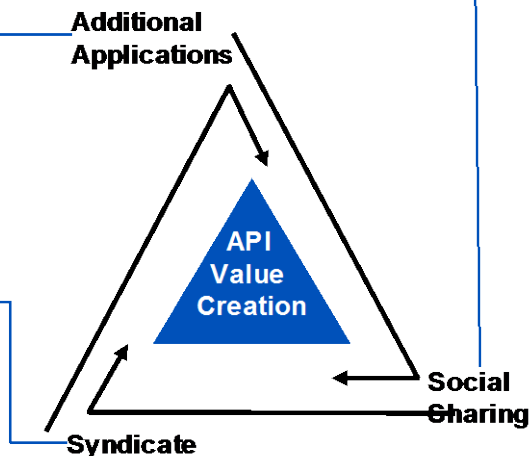 Additional
Applications
API
Value
Creation
Social
Sharing
Syndicate